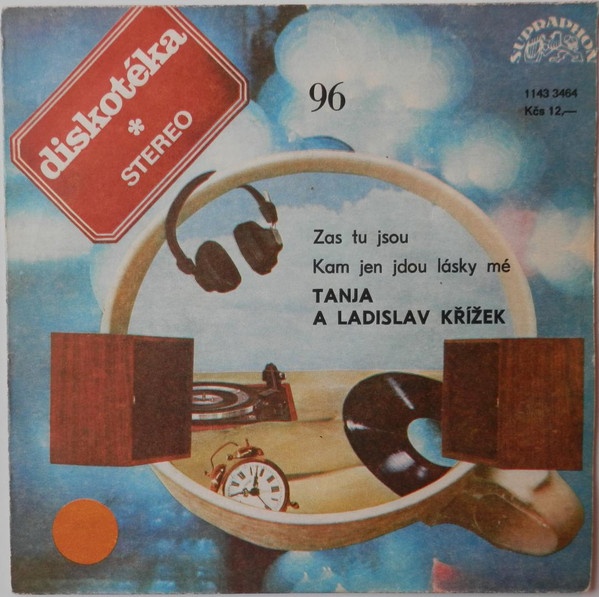 diskotéka
*
STEREO
SUPRAPHON
96
1143 3464
Kčs 12,—
Zas tu jsou
Kam jen jdou lásky mé
TANJA
A LADISLAV KŘÍŽEK